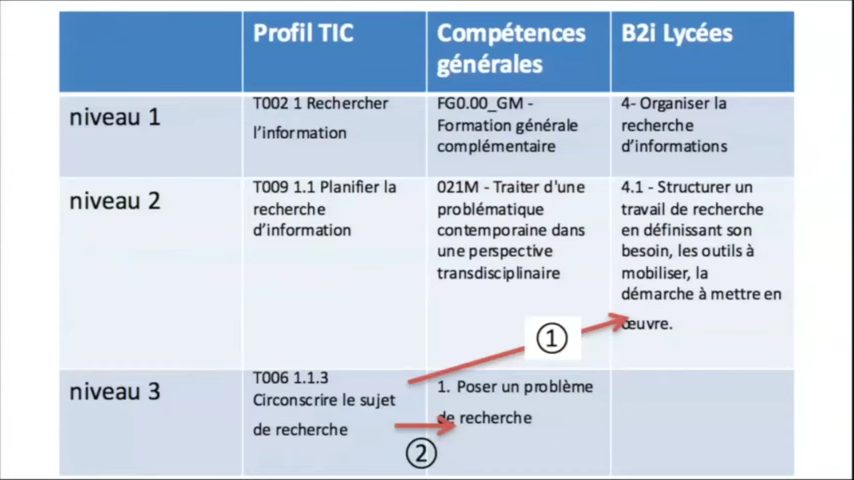 Profil TIC
Compétences
générales
B2i Lycées
niveau 1
T002 1 Rechercher
l'information
FG0.00_GM -
Formation générale
complémentaire
4- Organiser la
recherche
d'informations
niveau 2
T009 1.1 Planifier la
recherche
d'information
021M - Traiter d'une
problématique
contemporaine dans
une perspective
transdisciplinaire
4.1 - Structurer un
travail de recherche
en définissant son
besoin, les outils à
mobiliser, la
démarche à mettre en
œuvre.
①
niveau 3
T006 1.1.3
Circonscrire le sujet
de recherche
1. Poser un problème
de recherche
②